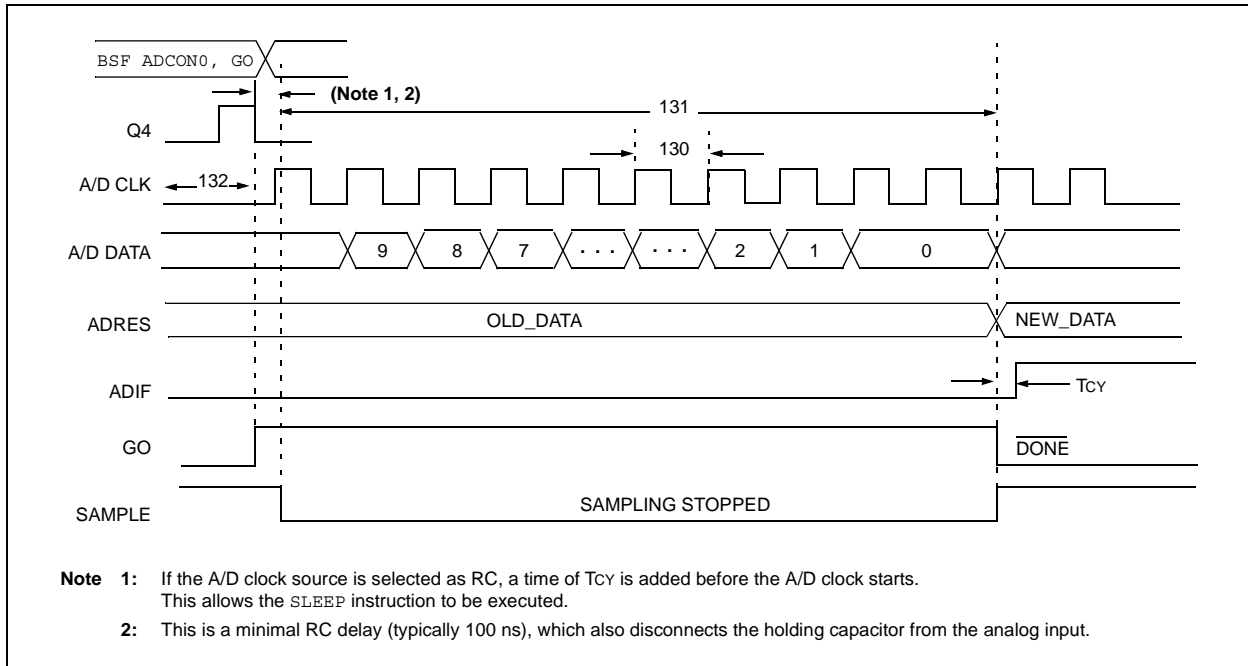 BSF ADCON0, GO
(Note 1, 2)
131
Q4
130
A/D CLK
132
A/D DATA
9 8 7 · · · · · · 2 1 0
ADRES
OLD_DATA
NEW_DATA
ADIF
TCY
GO
DONE
SAMPLE
SAMPLING STOPPED
Note 1: If the A/D clock source is selected as RC, a time of TCY is added before the A/D clock starts.
This allows the SLEEP instruction to be executed.
2: This is a minimal RC delay (typically 100 ns), which also disconnects the holding capacitor from the analog input.